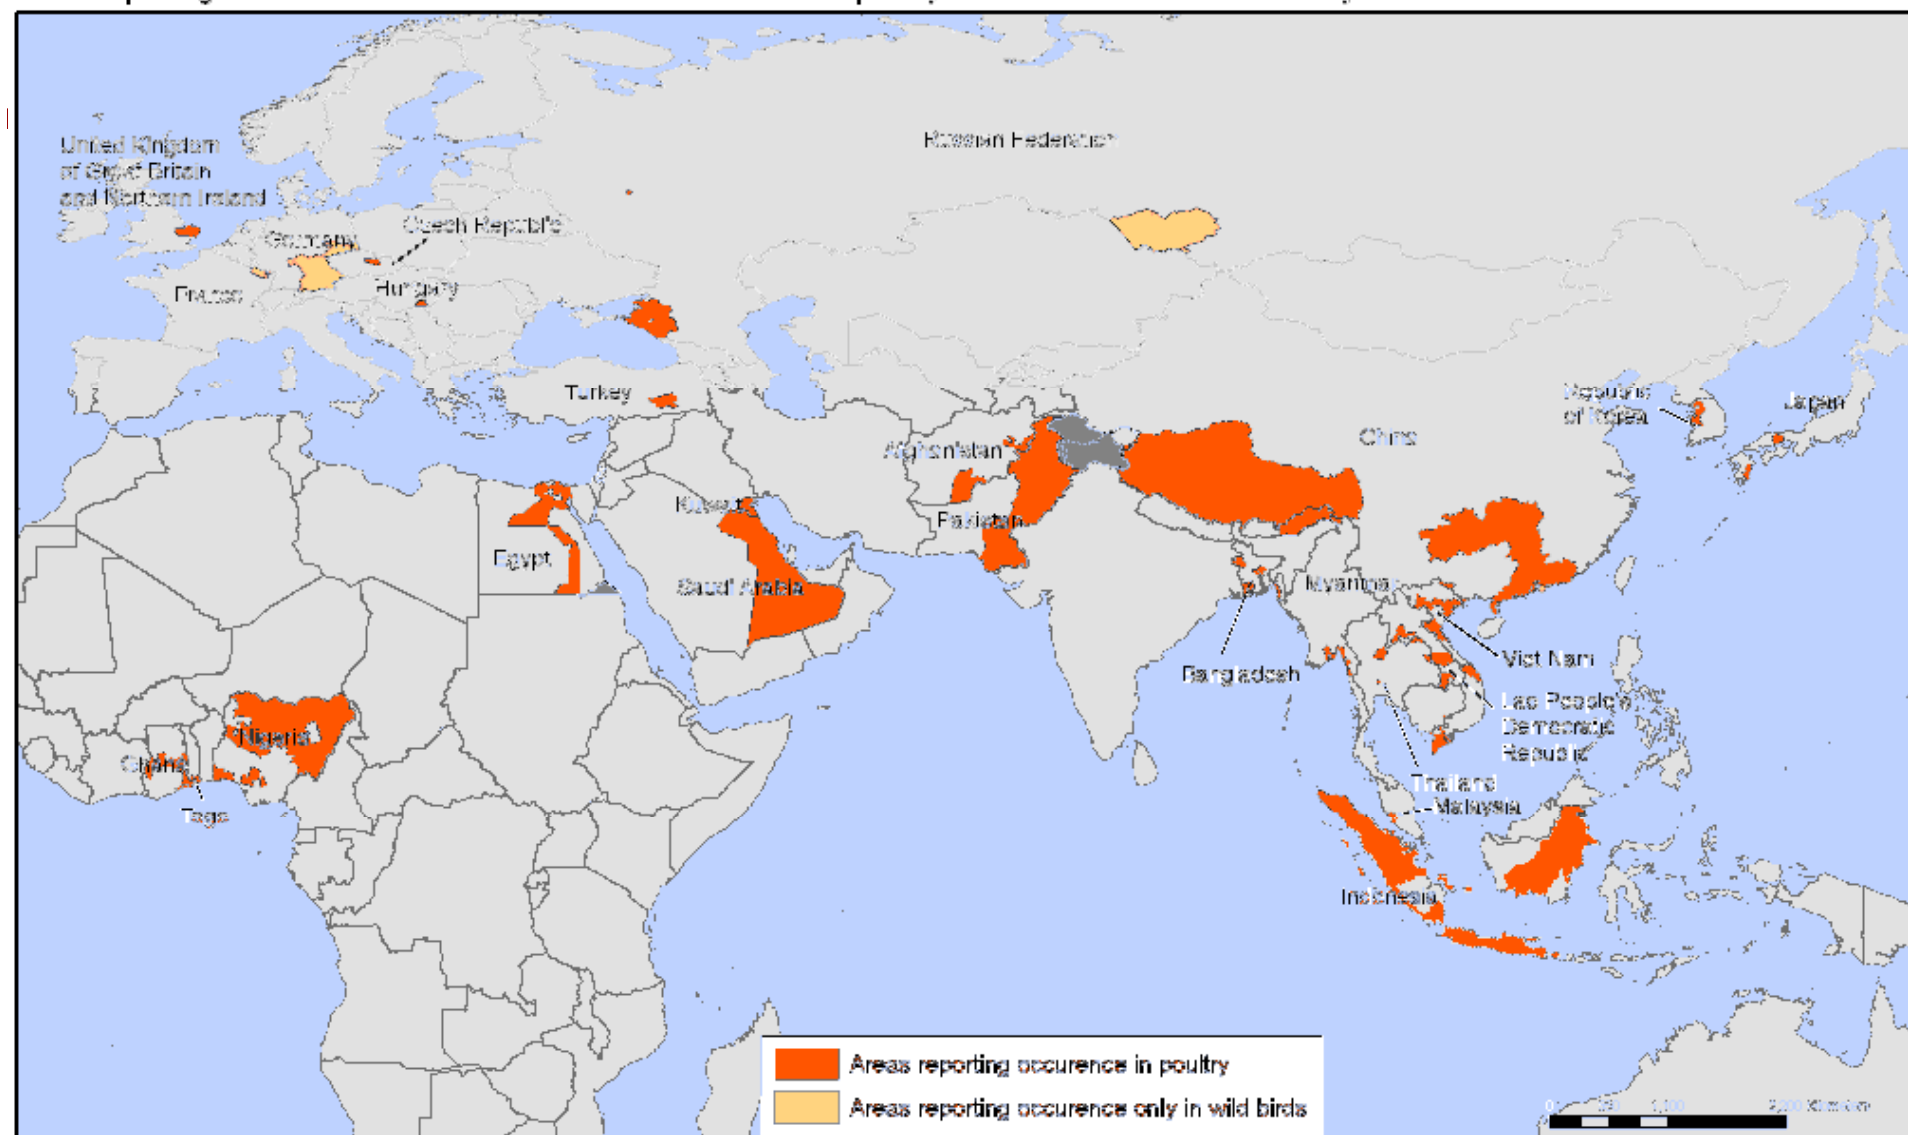 United Kingdom
of Great Britain
and Northern Ireland
Russian Federation
Czech Republic
Germany
France
Hungary
Turkey
Republic
of Korea
Japan
China
Afghanistan
Kuwait
Pakistan
Egypt
Saudi Arabia
Myanmar
Viet Nam
Bangladesh
Lao People's
Democratic
Republic
Nigeria
Ghana
Togo
Thailand
Malaysia
Indonesia
Areas reporting occurence in poultry
Areas reporting occurence only in wild birds